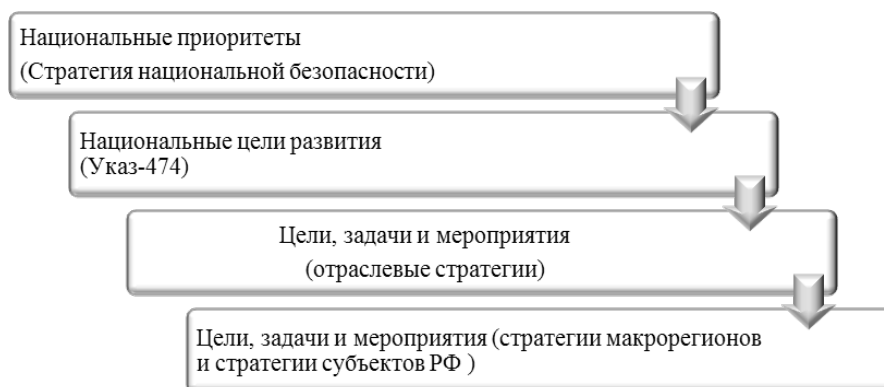 Национальные приоритеты
(Стратегия национальной безопасности)
Национальные цели развития
(Указ-474)
Цели, задачи и мероприятия
(отраслевые стратегии)
Цели, задачи и мероприятия (стратегии макрорегионов
и стратегии субъектов РФ )